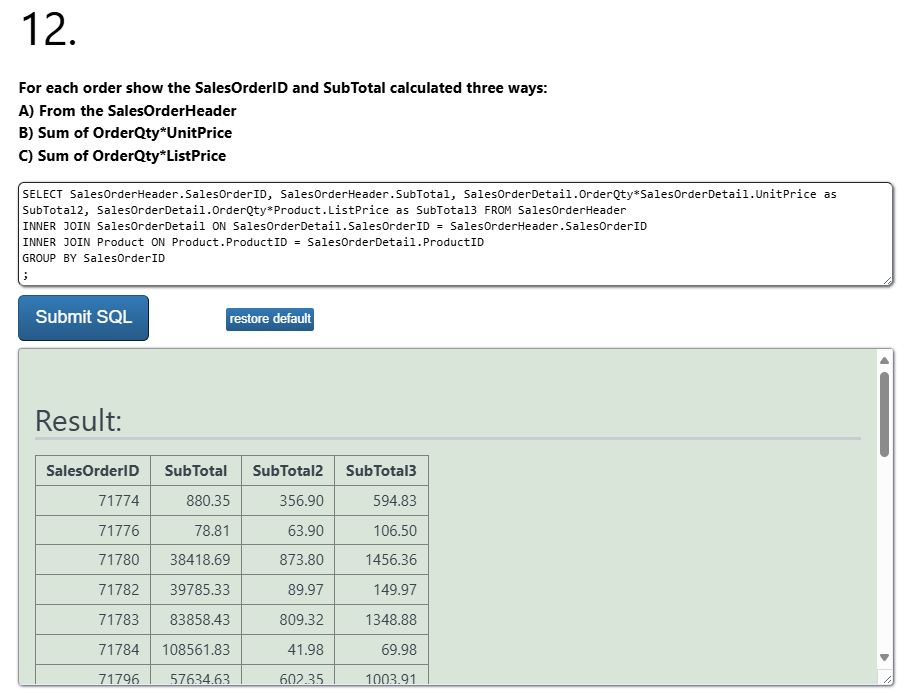 12.
For each order show the SalesOrderID and SubTotal calculated three ways:
A) From the SalesOrderHeader
B) Sum of OrderQty*UnitPrice
C) Sum of OrderQty*ListPrice
SELECT SalesOrderHeader.SalesOrderID, SalesOrderHeader.SubTotal, SalesOrderDetail.OrderQty*SalesOrderDetail.UnitPrice as
SubTotal2, SalesOrderDetail.OrderQty*Product.ListPrice as SubTotal3 FROM SalesOrderHeader
INNER JOIN SalesOrderDetail ON SalesOrderDetail.SalesOrderID = SalesOrderHeader.SalesOrderID
INNER JOIN Product ON Product.ProductID = SalesOrderDetail.ProductID
GROUP BY SalesOrderID
;
Submit SQL restore default
Result:
SalesOrderID SubTotal SubTotal2 SubTotal3
71774 880.35 356.90 594.83
71776 78.81 63.90 106.50
71780 38418.69 873.80 1456.36
71782 39785.33 89.97 149.97
71783 83858.43 809.32 1348.88
71784 108561.83 41.98 69.98
71796 57634.63 602.35 1003.91